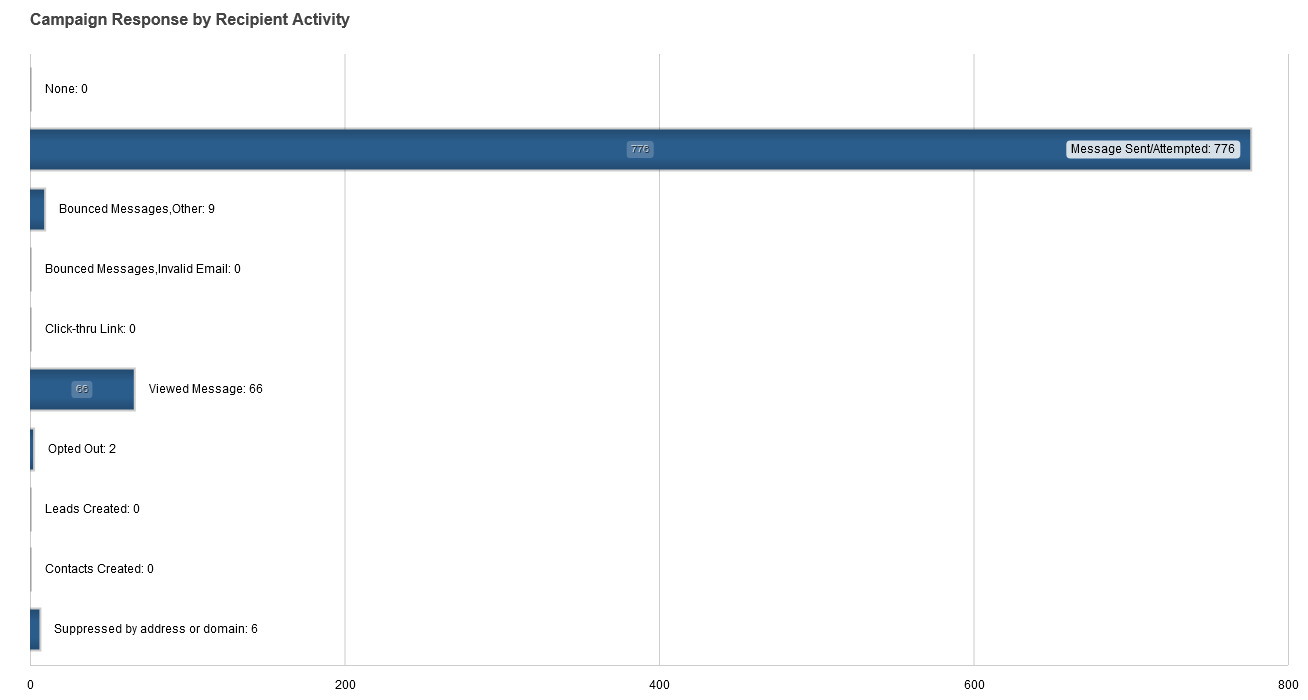 Campaign Response by Recipient Activity
None: 0
776 Message Sent/Attempted: 776
Bounced Messages,Other: 9
Bounced Messages,Invalid Email: 0
Click-thru Link: 0
66 Viewed Message: 66
Opted Out: 2
Leads Created: 0
Contacts Created: 0
Suppressed by address or domain: 6
0 200 400 600 800